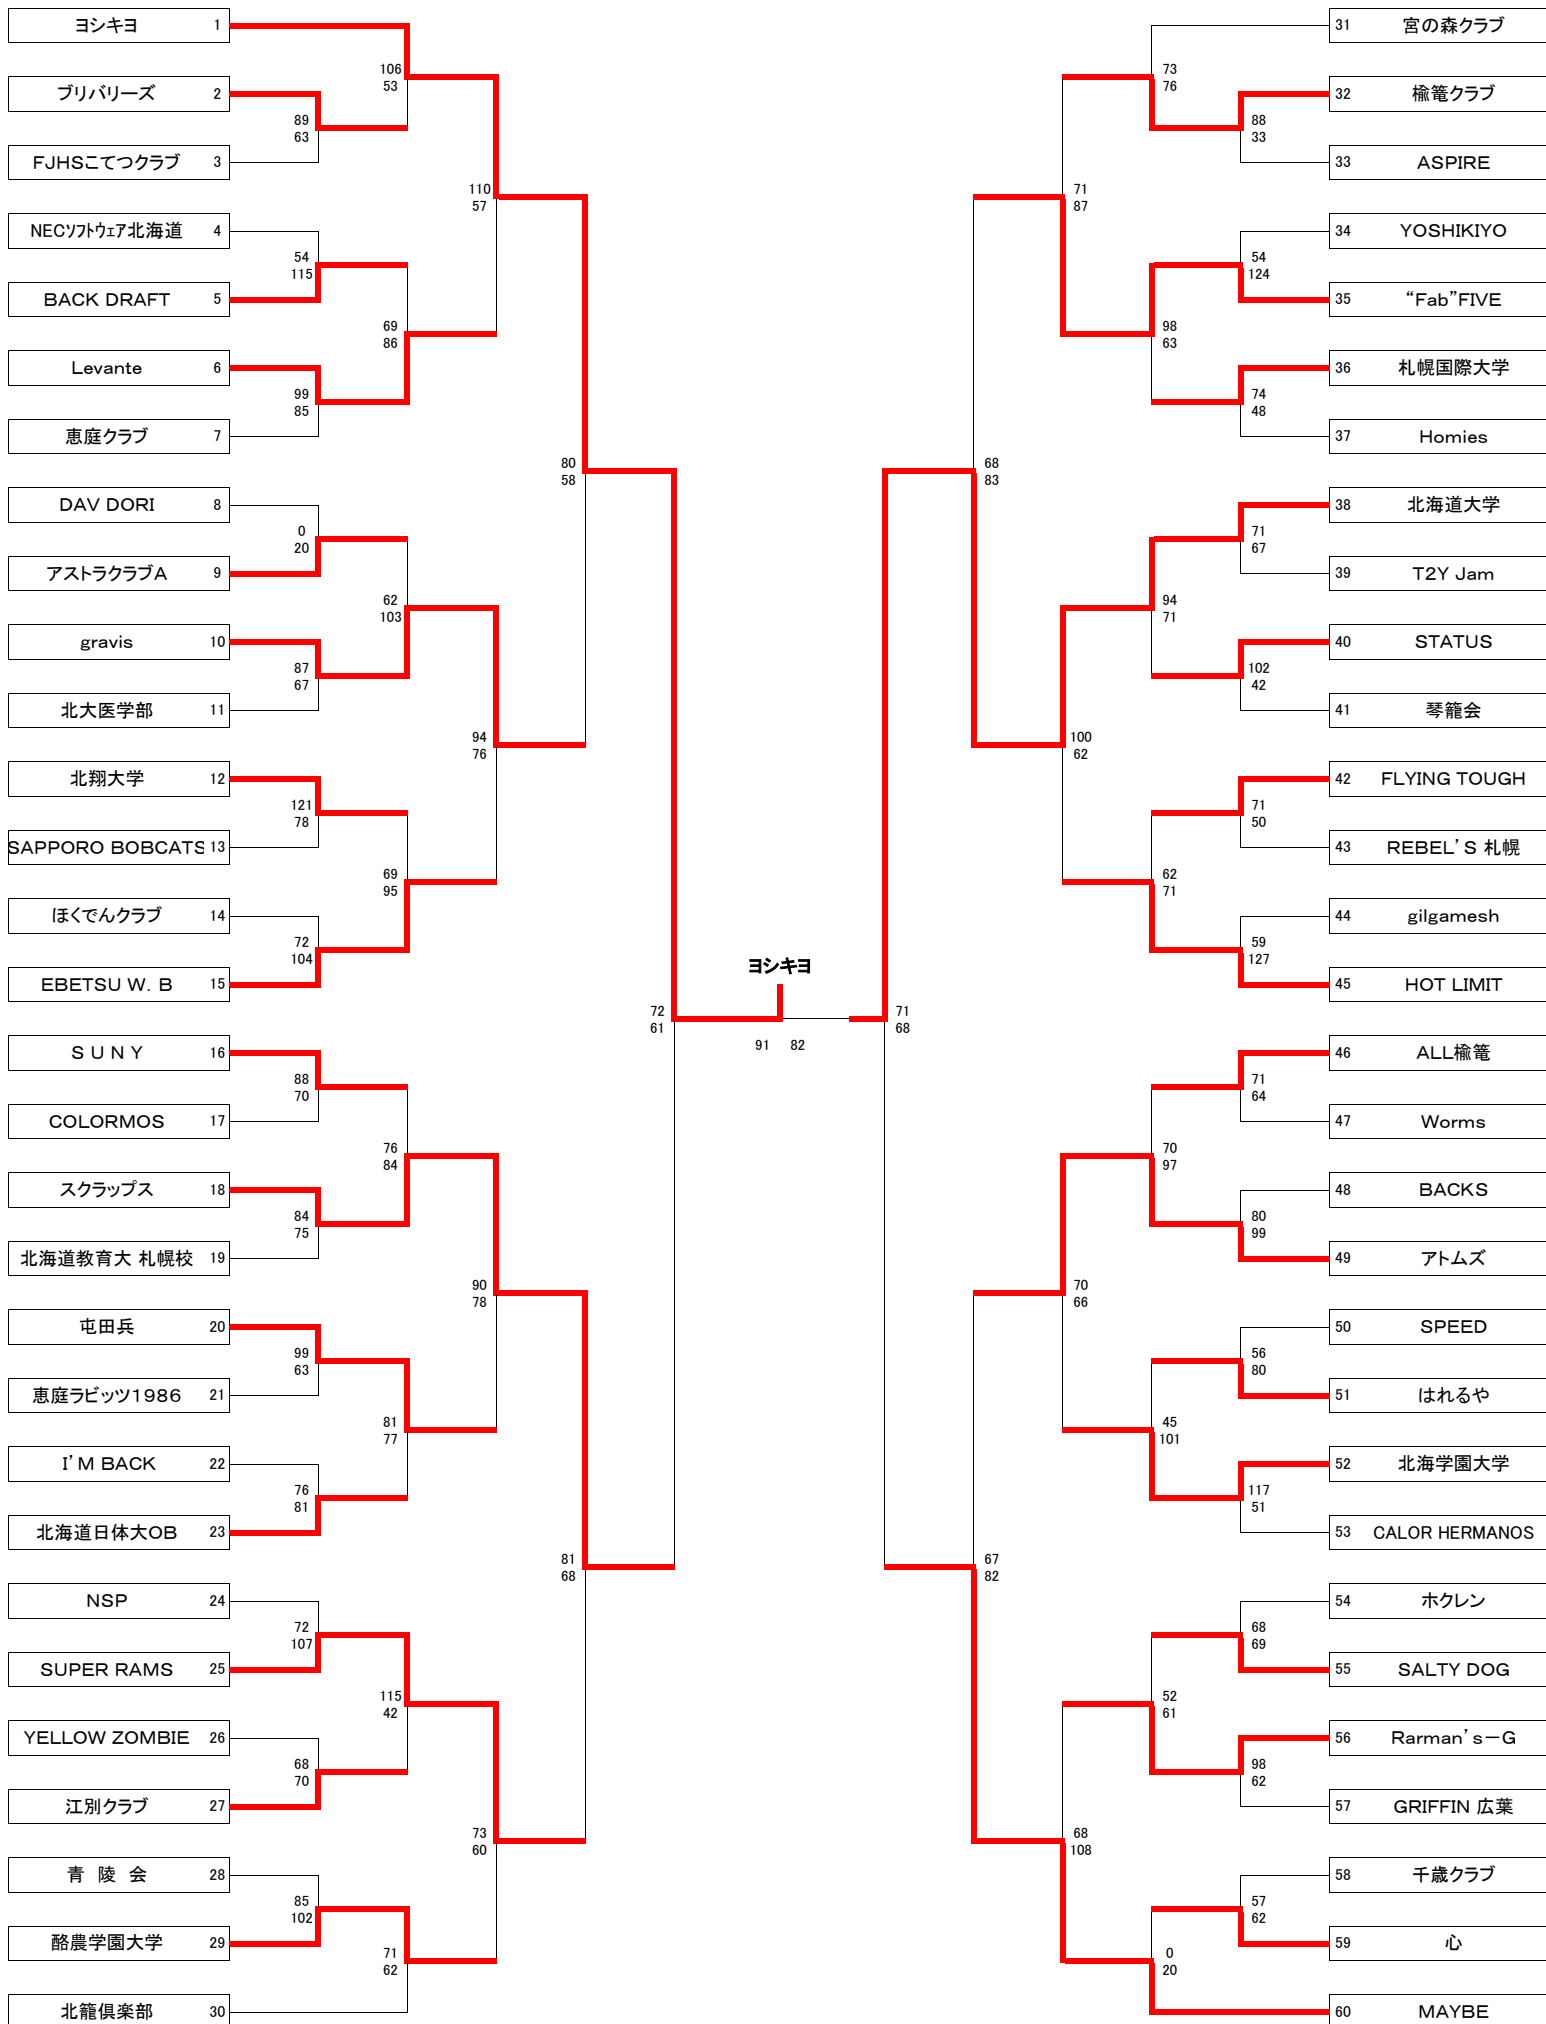 ヨシキヨ 1
ブリバリーズ 2
FJHSこてつクラブ 3
NECソフトウェア北海道 4
BACK DRAFT 5
Levante 6
恵庭クラブ 7
DAV DORI 8
アストラクラブA 9
gravis 10
北大医学部 11
北翔大学 12
SAPPORO BOBCATS 13
ほくでんクラブ 14
EBETSU W. B 15
S U N Y 16
COLORMOS 17
スクラップス 18
北海道教育大 札幌校 19
屯田兵 20
恵庭ラビッツ1986 21
I'M BACK 22
北海道日体大OB 23
NSP 24
SUPER RAMS 25
YELLOW ZOMBIE 26
江別クラブ 27
青 陵 会 28
酪農学園大学 29
北籠倶楽部 30
89
63
54
115
99
85
0
20
87
67
121
78
72
104
88
70
84
75
99
63
76
81
72
107
68
70
85
102
106
53
69
86
62
103
69
95
76
84
81
77
115
42
71
62
110
57
94
76
90
78
73
60
80
58
81
68
72
61
ヨシキヨ
91 82
71
68
68
83
67
82
71
87
100
62
70
66
68
108
73
76
98
63
94
71
62
71
70
97
45
101
52
61
0
20
88
33
54
124
74
48
71
67
102
42
71
50
59
127
71
64
80
99
56
80
117
51
68
69
98
62
57
62
31 宮の森クラブ
32 楡篭クラブ
33 ASPIRE
34 YOSHIKIYO
35 “Fab”FIVE
36 札幌国際大学
37 Homies
38 北海道大学
39 T2Y Jam
40 STATUS
41 琴籠会
42 FLYING TOUGH
43 REBEL'S 札幌
44 gilgamesh
45 HOT LIMIT
46 ALL楡篭
47 Worms
48 BACKS
49 アトムズ
50 SPEED
51 はれるや
52 北海学園大学
53 CALOR HERMANOS
54 ホクレン
55 SALTY DOG
56 Rarman's－G
57 GRIFFIN 広葉
58 千歳クラブ
59 心
60 MAYBE